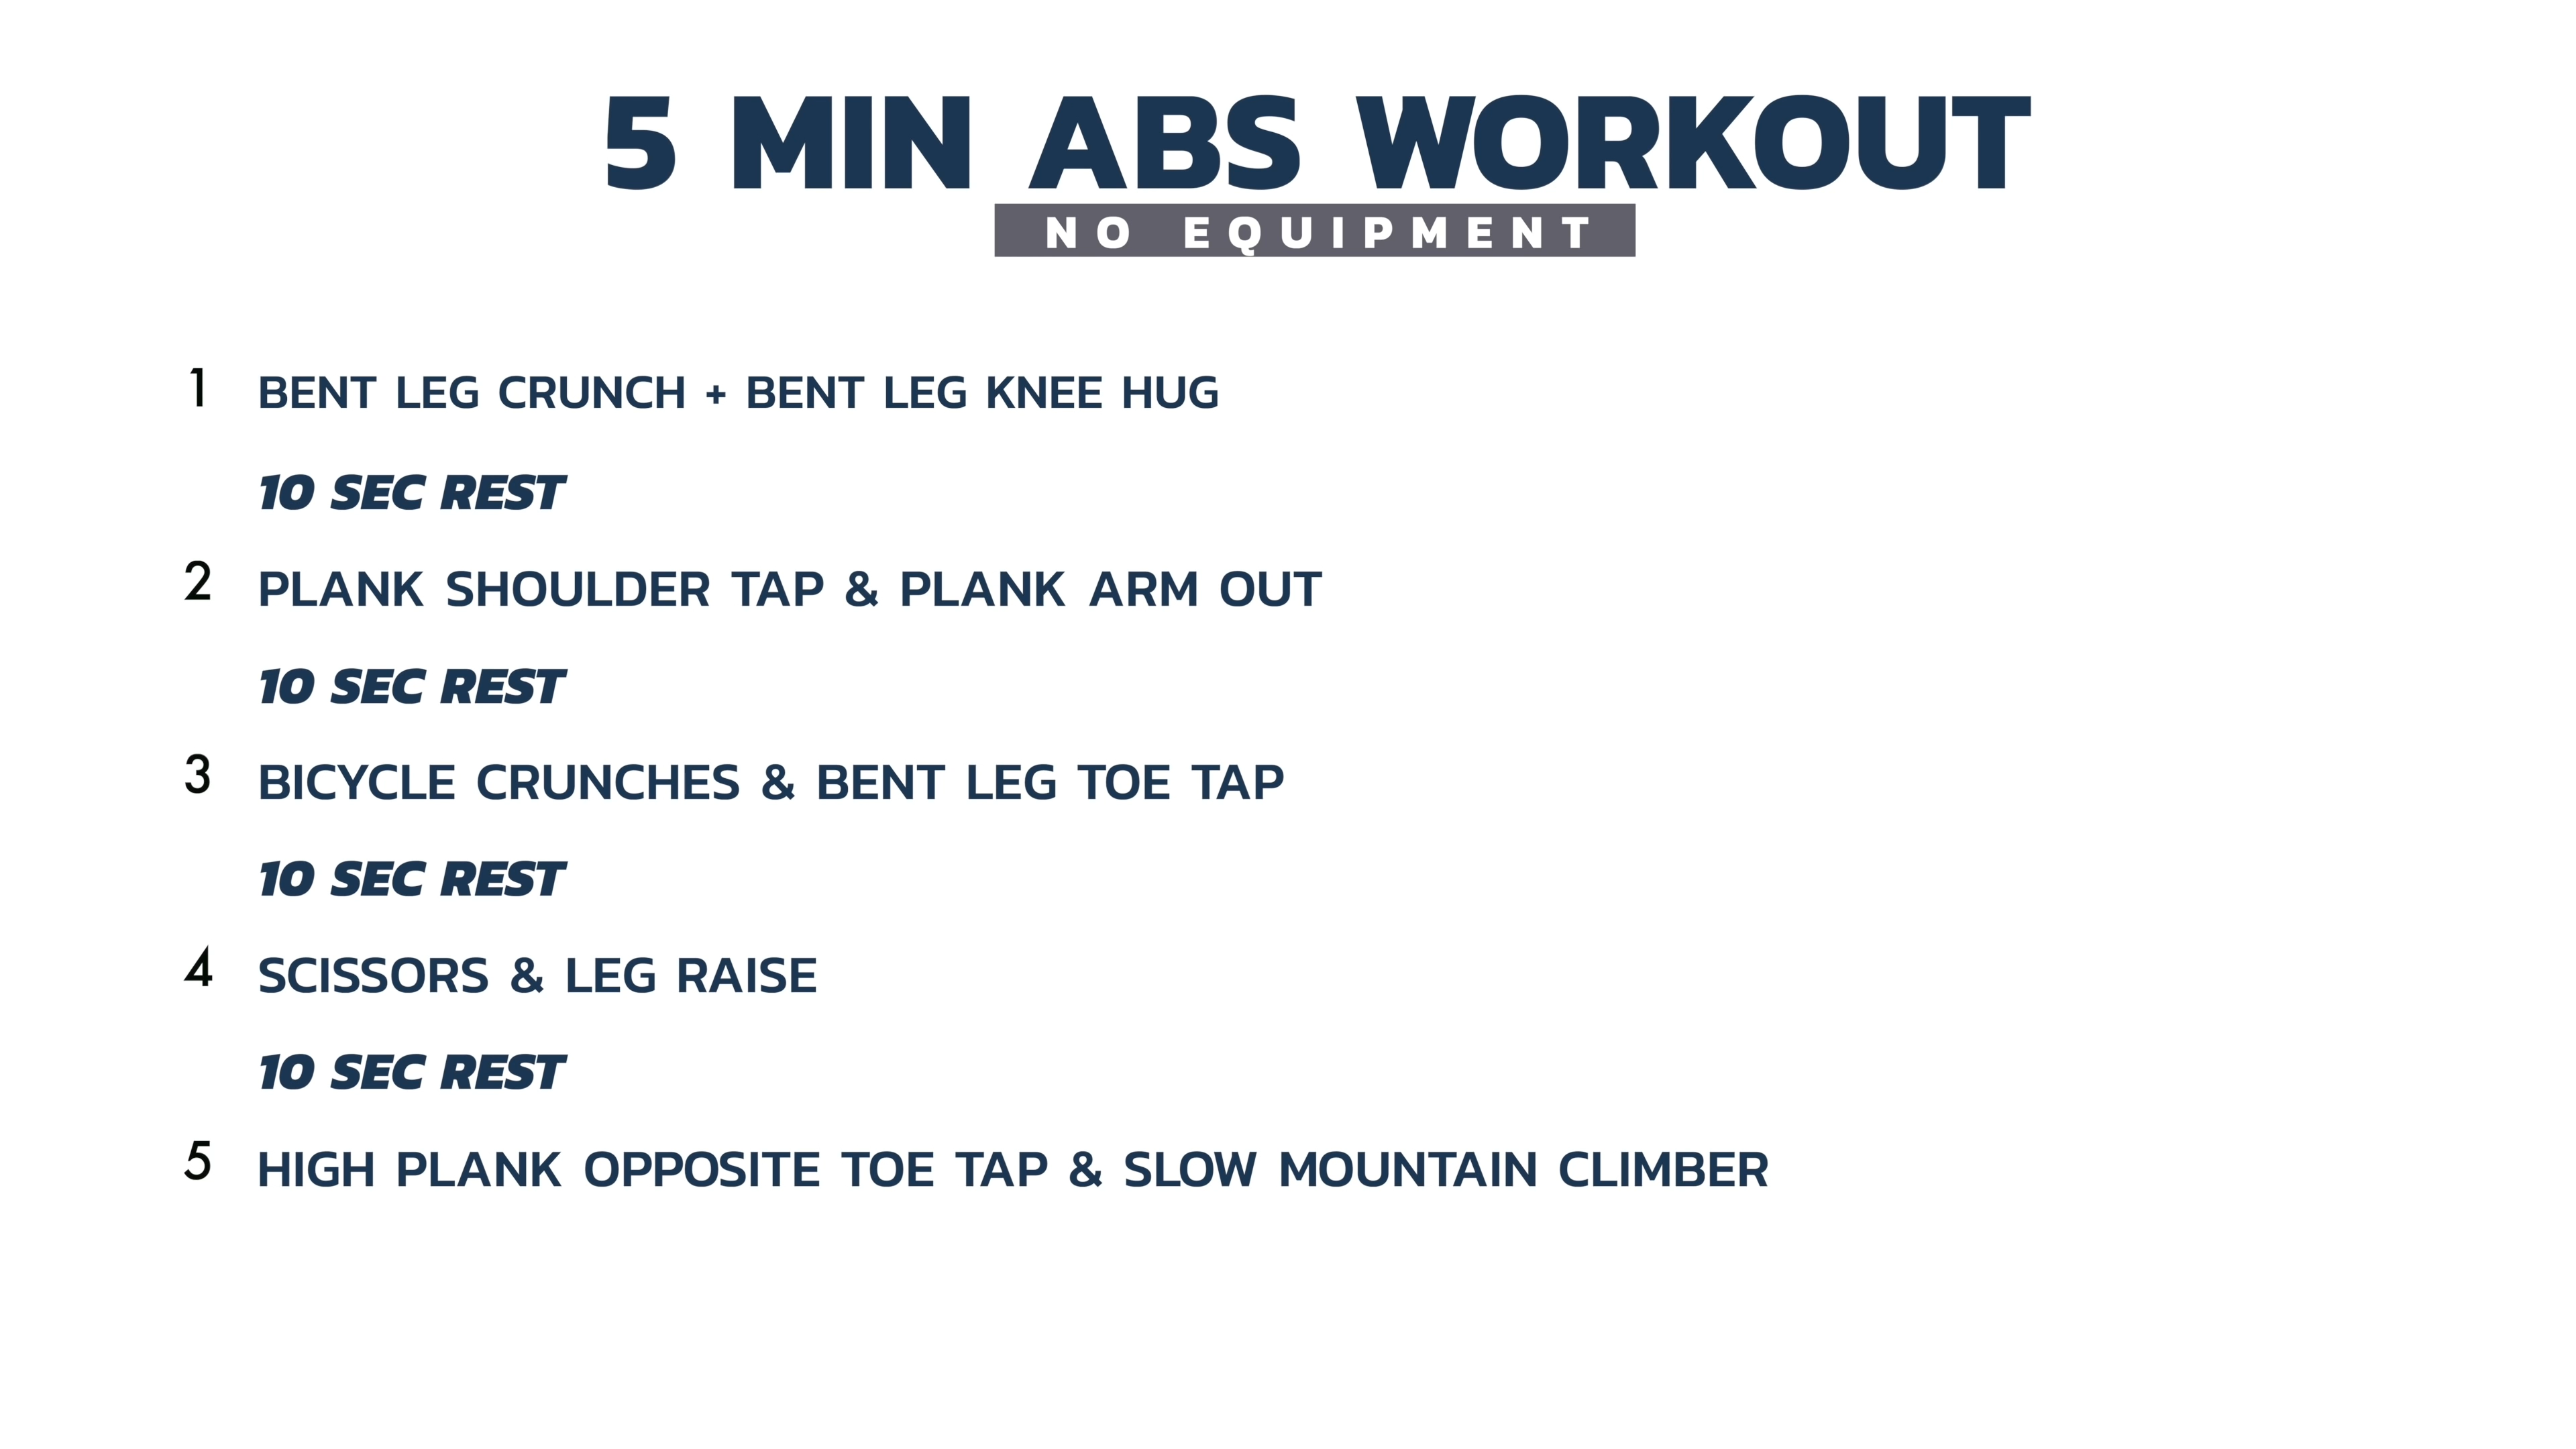 5 MIN ABS WORKOUT
NO EQUIPMENT
1 BENT LEG CRUNCH + BENT LEG KNEE HUG
10 SEC REST
2 PLANK SHOULDER TAP & PLANK ARM OUT
10 SEC REST
3 BICYCLE CRUNCHES & BENT LEG TOE TAP
10 SEC REST
4 SCISSORS & LEG RAISE
10 SEC REST
5 HIGH PLANK OPPOSITE TOE TAP & SLOW MOUNTAIN CLIMBER